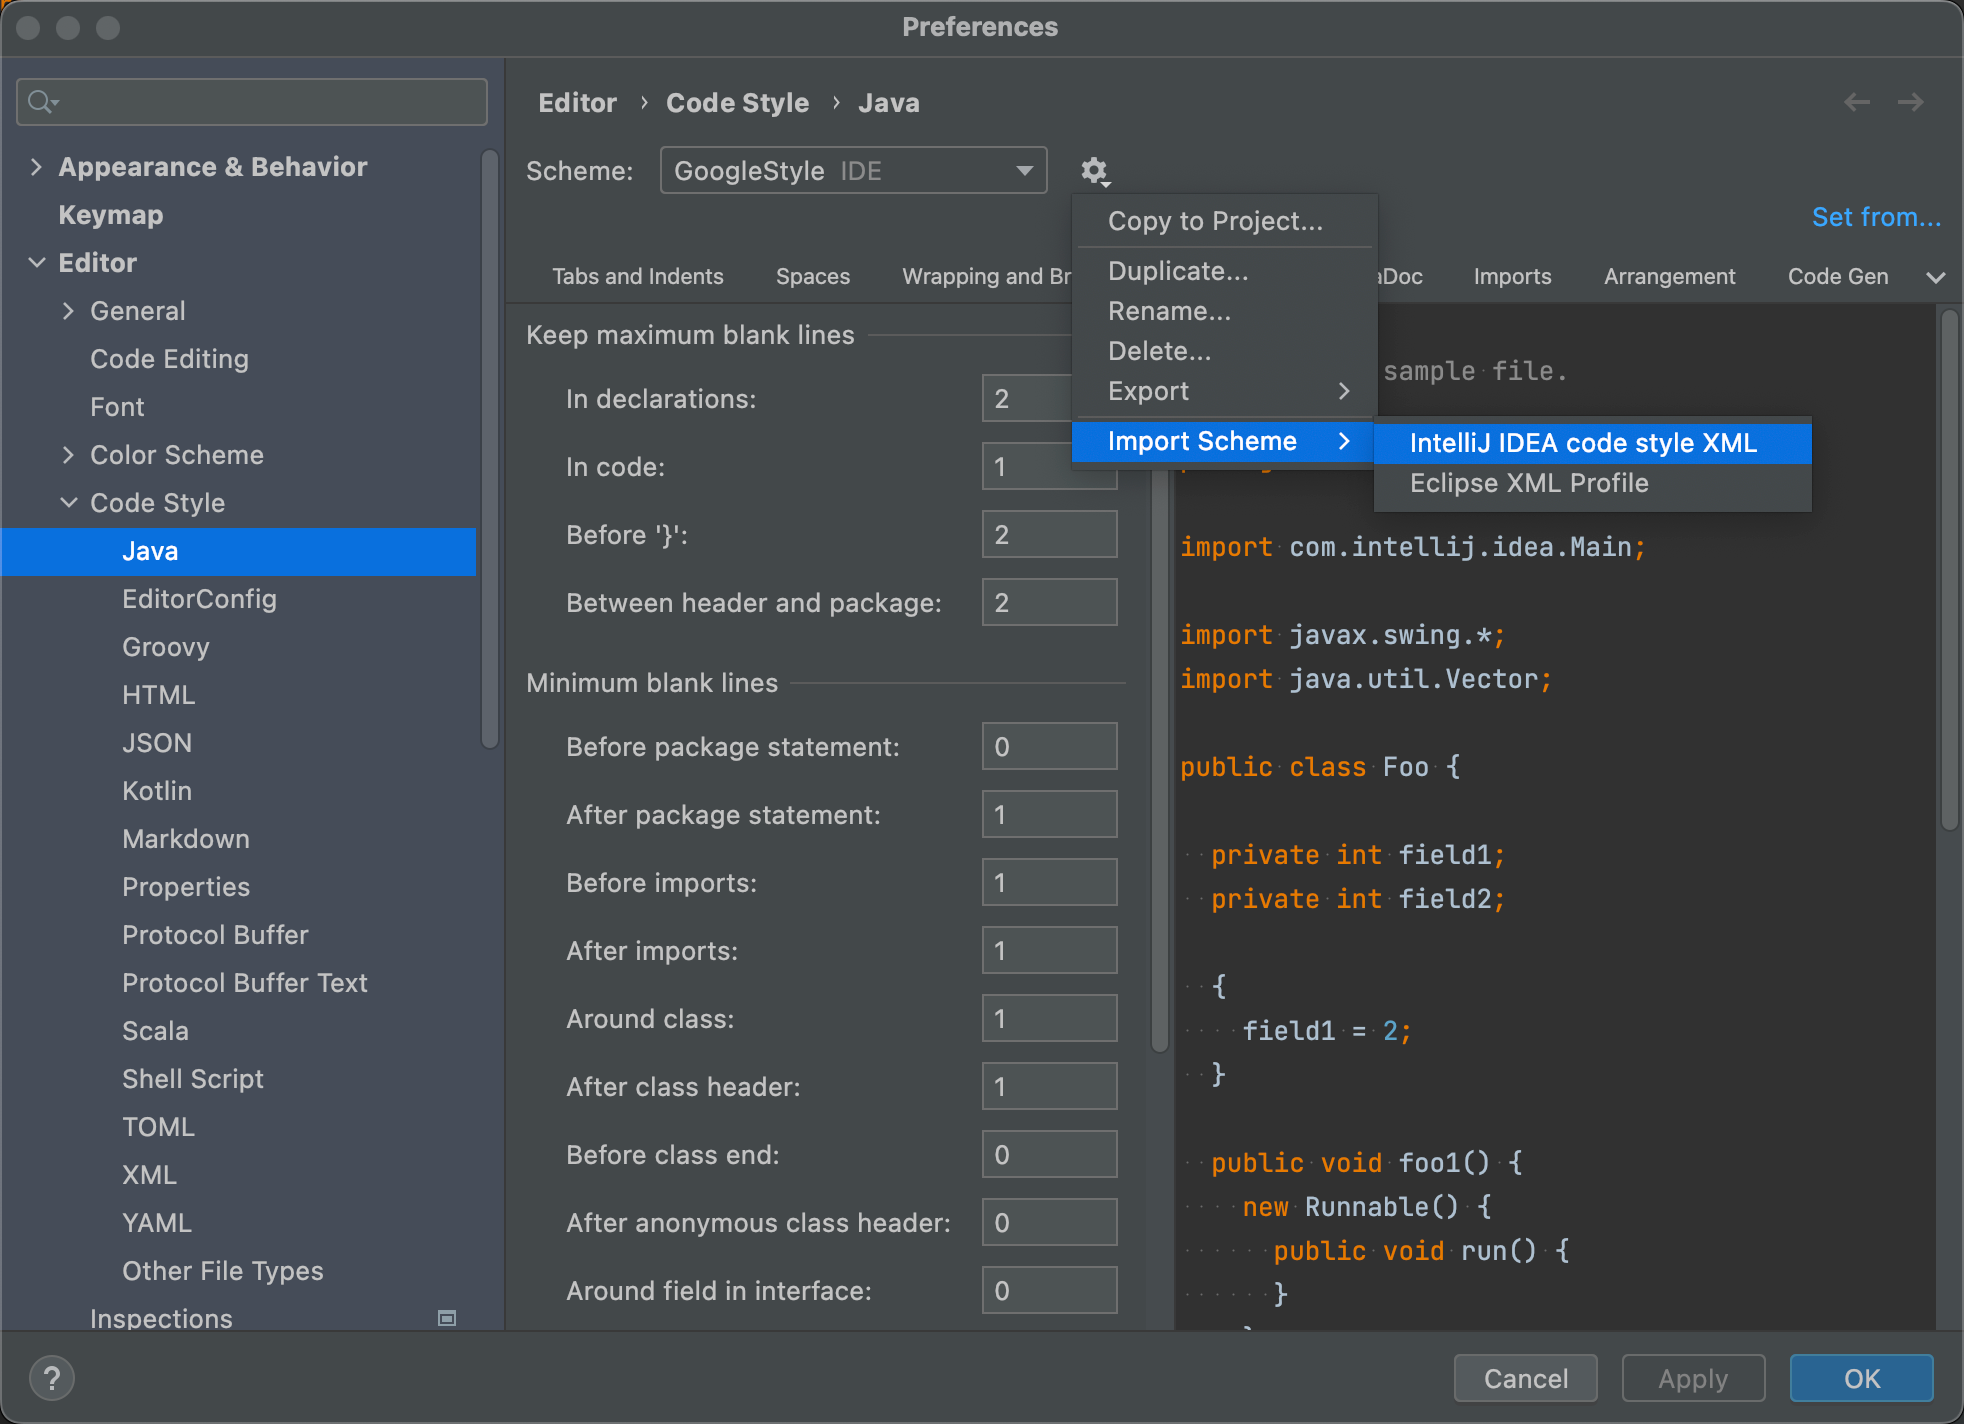 Preferences
Appearance & Behavior
Keymap
Editor
General
Code Editing
Font
Color Scheme
Code Style
Java
EditorConfig
Groovy
HTML
JSON
Kotlin
Markdown
Properties
Protocol Buffer
Protocol Buffer Text
Scala
Shell Script
TOML
XML
YAML
Other File Types
Inspections
Editor › Code Style › Java
Scheme: GoogleStyle IDE
Set from...
Tabs and Indents Spaces Wrapping and Br aDoc Imports Arrangement Code Gen
Copy to Project...
Duplicate...
Rename...
Delete...
Export
Import Scheme
IntelliJ IDEA code style XML
Eclipse XML Profile
Keep maximum blank lines
In declarations: 2
In code: 1
Before '}': 2
Between header and package: 2
Minimum blank lines
Before package statement: 0
After package statement: 1
Before imports: 1
After imports: 1
Around class: 1
After class header: 1
Before class end: 0
After anonymous class header: 0
Around field in interface: 0
sample file.
import com.intellij.idea.Main;
import javax.swing.*;
import java.util.Vector;
public class Foo {
private int field1;
private int field2;
{
field1 = 2;
}
public void foo1() {
new Runnable() {
public void run() {
}
? Cancel Apply OK